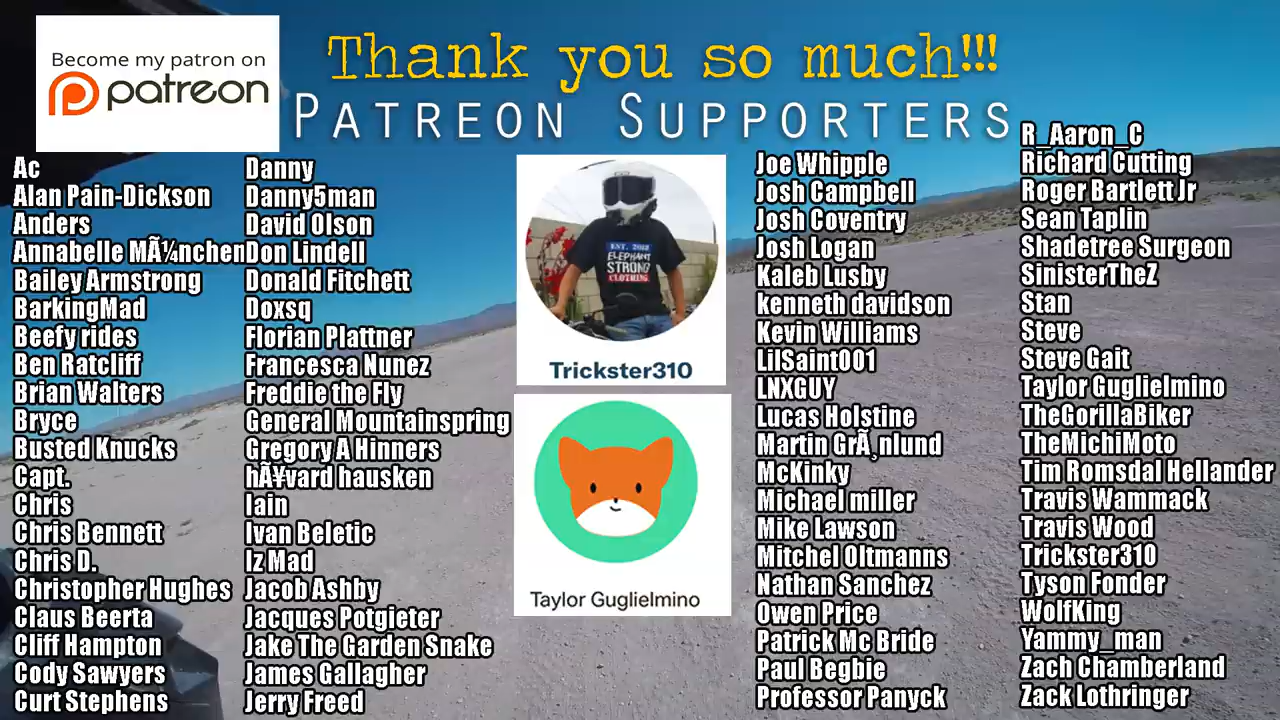 Become my patron on
patreon
Thank you so much!!!
PATREON SUPPORTERS
Ac
Alan Pain-Dickson
Anders
Annabelle MÃ¼nchen
Bailey Armstrong
BarkingMad
Beefy rides
Ben Ratcliff
Brian Walters
Bryce
Busted Knucks
Capt.
Chris
Chris Bennett
Chris D.
Christopher Hughes
Claus Beerta
Cliff Hampton
Cody Sawyers
Curt Stephens
Danny
Danny5man
David Olson
Don Lindell
Donald Fitchett
Doxsq
Florian Plattner
Francesca Nunez
Freddie the Fly
General Mountainspring
Gregory A Hinners
hÃ¥vard hausken
Iain
Ivan Beletic
Iz Mad
Jacob Ashby
Jacques Potgieter
Jake The Garden Snake
James Gallagher
Jerry Freed
EST. 2012
ELEPHANT
STRONG
CLOTHING
Trickster310
Taylor Guglielmino
Joe Whipple
Josh Campbell
Josh Coventry
Josh Logan
Kaleb Lusby
kenneth davidson
Kevin Williams
LilSaint001
LNXGUY
Lucas Holstine
Martin GrÃ¸nlund
McKinky
Michael miller
Mike Lawson
Mitchel Oltmanns
Nathan Sanchez
Owen Price
Patrick Mc Bride
Paul Begbie
Professor Panyck
R_Aaron_C
Richard Cutting
Roger Bartlett Jr
Sean Taplin
Shadetree Surgeon
SinisterTheZ
Stan
Steve
Steve Gait
Taylor Guglielmino
TheGorillaBiker
TheMichiMoto
Tim Romsdal Hellander
Travis Wammack
Travis Wood
Trickster310
Tyson Fonder
WolfKing
Yammy_man
Zach Chamberland
Zack Lothringer